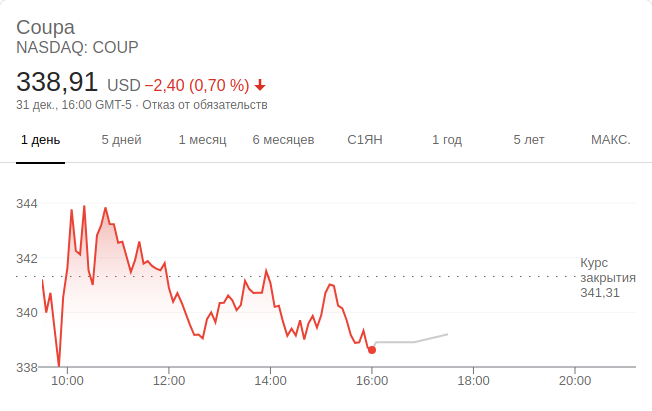 Coupa
NASDAQ: COUP
338,91 USD −2,40 (0,70 %)
31 дек., 16:00 GMT-5 · Отказ от обязательств
1 день 5 дней 1 месяц 6 месяцев С1ЯН 1 год 5 лет МАКС.
344
342
340
338
Курс
закрытия
341,31
10:00 12:00 14:00 16:00 18:00 20:00